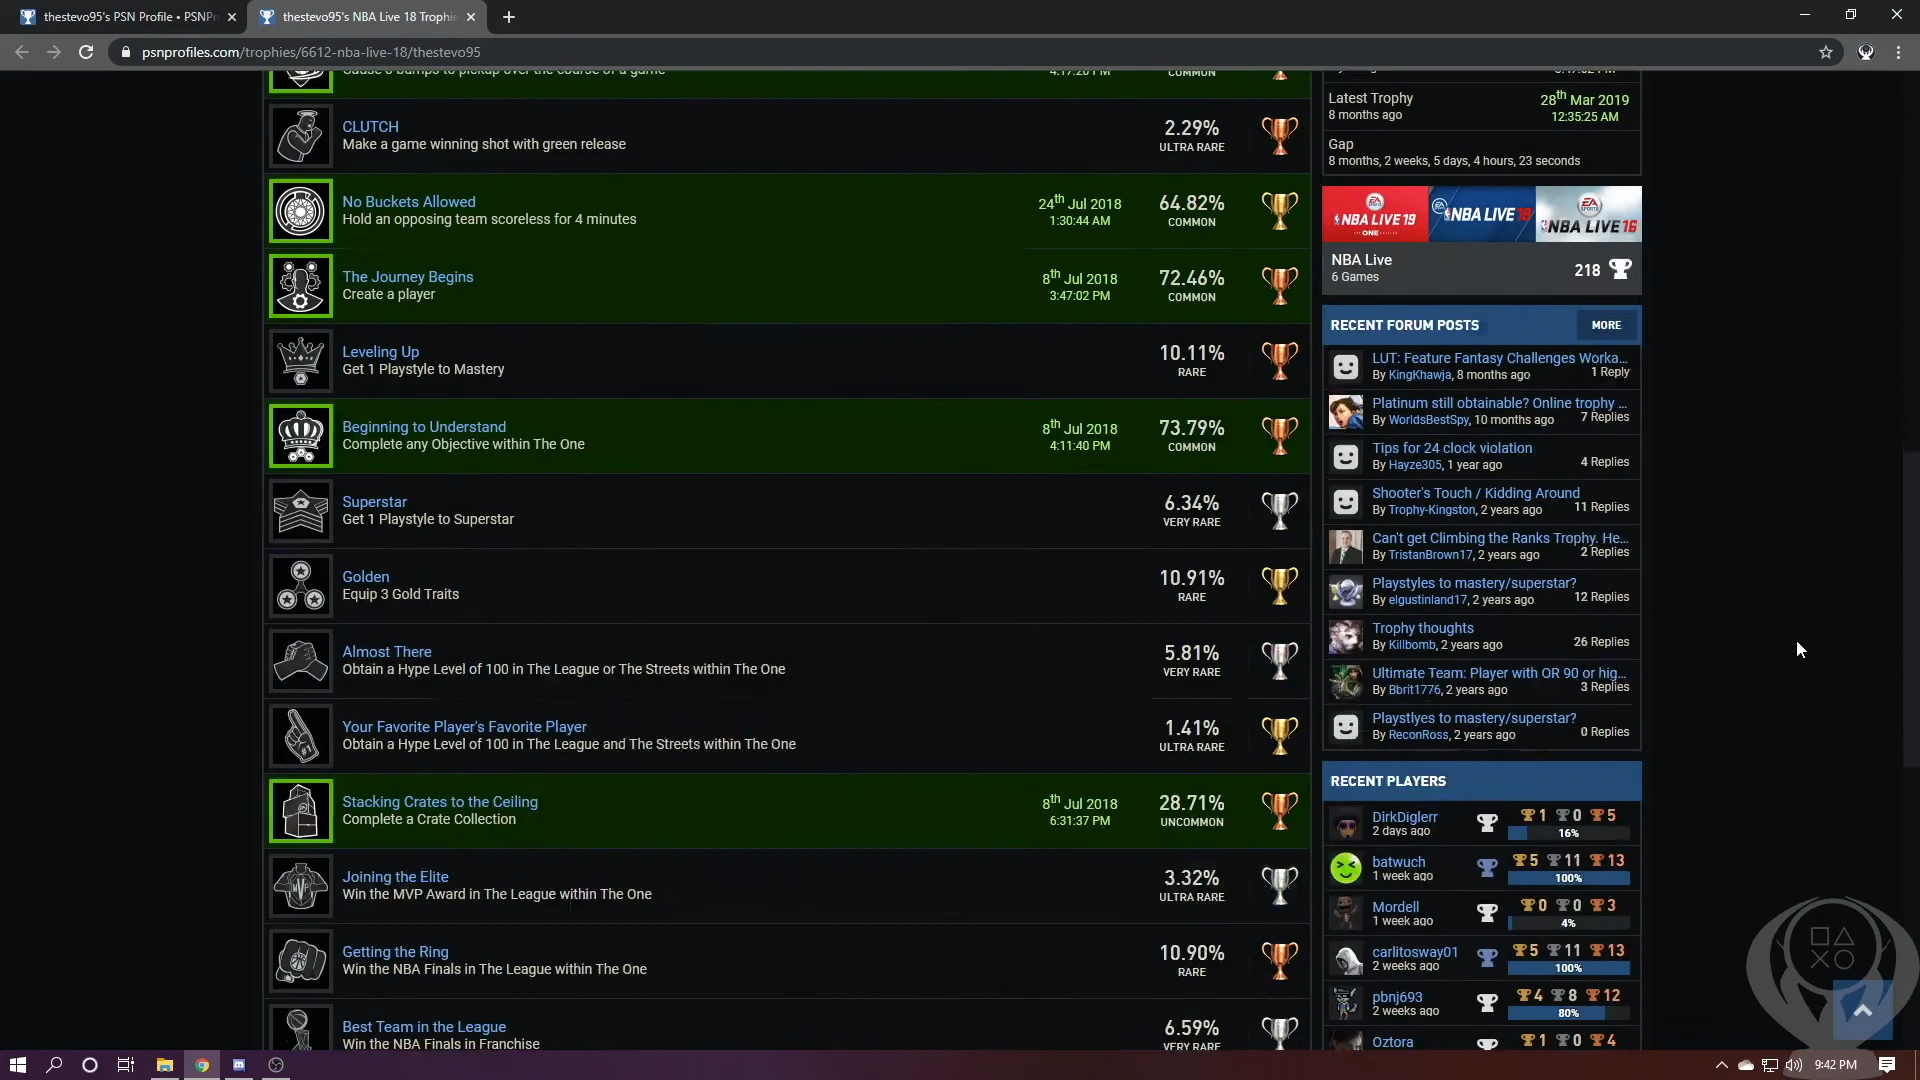 thestevo95's PSN Profile • PSNPr
thestevo95's NBA Live 18 Trophie
psnprofiles.com/trophies/6612-nba-live-18/thestevo95
Cause 3 bumps to pickup over the course of a game
4:17:20 PM
COMMON
CLUTCH
Make a game winning shot with green release
2.29%
ULTRA RARE
No Buckets Allowed
Hold an opposing team scoreless for 4 minutes
24th Jul 2018
1:30:44 AM
64.82%
COMMON
The Journey Begins
Create a player
8th Jul 2018
3:47:02 PM
72.46%
COMMON
Leveling Up
Get 1 Playstyle to Mastery
10.11%
RARE
Beginning to Understand
Complete any Objective within The One
8th Jul 2018
4:11:40 PM
73.79%
COMMON
Superstar
Get 1 Playstyle to Superstar
6.34%
VERY RARE
Golden
Equip 3 Gold Traits
10.91%
RARE
Almost There
Obtain a Hype Level of 100 in The League or The Streets within The One
5.81%
VERY RARE
Your Favorite Player's Favorite Player
Obtain a Hype Level of 100 in The League and The Streets within The One
1.41%
ULTRA RARE
Stacking Crates to the Ceiling
Complete a Crate Collection
8th Jul 2018
6:31:37 PM
28.71%
UNCOMMON
Joining the Elite
Win the MVP Award in The League within The One
3.32%
ULTRA RARE
Getting the Ring
Win the NBA Finals in The League within The One
10.90%
RARE
Best Team in the League
Win the NBA Finals in Franchise
6.59%
VERY RARE
Latest Trophy
8 months ago
28th Mar 2019
12:35:25 AM
Gap
8 months, 2 weeks, 5 days, 4 hours, 23 seconds
NBA LIVE 19
NBA LIVE 18
NBA LIVE 16
NBA Live
6 Games
218
RECENT FORUM POSTS
MORE
LUT: Feature Fantasy Challenges Worka...
By KingKhawja, 8 months ago
1 Reply
Platinum still obtainable? Online trophy ...
By WorldsBestSpy, 10 months ago
7 Replies
Tips for 24 clock violation
By Hayze305, 1 year ago
4 Replies
Shooter's Touch / Kidding Around
By Trophy-Kingston, 2 years ago
11 Replies
Can't get Climbing the Ranks Trophy. He...
By TristanBrown17, 2 years ago
2 Replies
Playstyles to mastery/superstar?
By elgustinland17, 2 years ago
12 Replies
Trophy thoughts
By Killbomb, 2 years ago
26 Replies
Ultimate Team: Player with OR 90 or hig...
By Bbrit1776, 2 years ago
3 Replies
Playstlyes to mastery/superstar?
By ReconRoss, 2 years ago
0 Replies
RECENT PLAYERS
DirkDiglerr
2 days ago
1 0 5
16%
batwuch
1 week ago
5 11 13
100%
Mordell
1 week ago
0 0 3
4%
carlitosway01
2 weeks ago
5 11 13
100%
pbnj693
2 weeks ago
4 8 12
80%
Oztora
1 0 4
9:42 PM